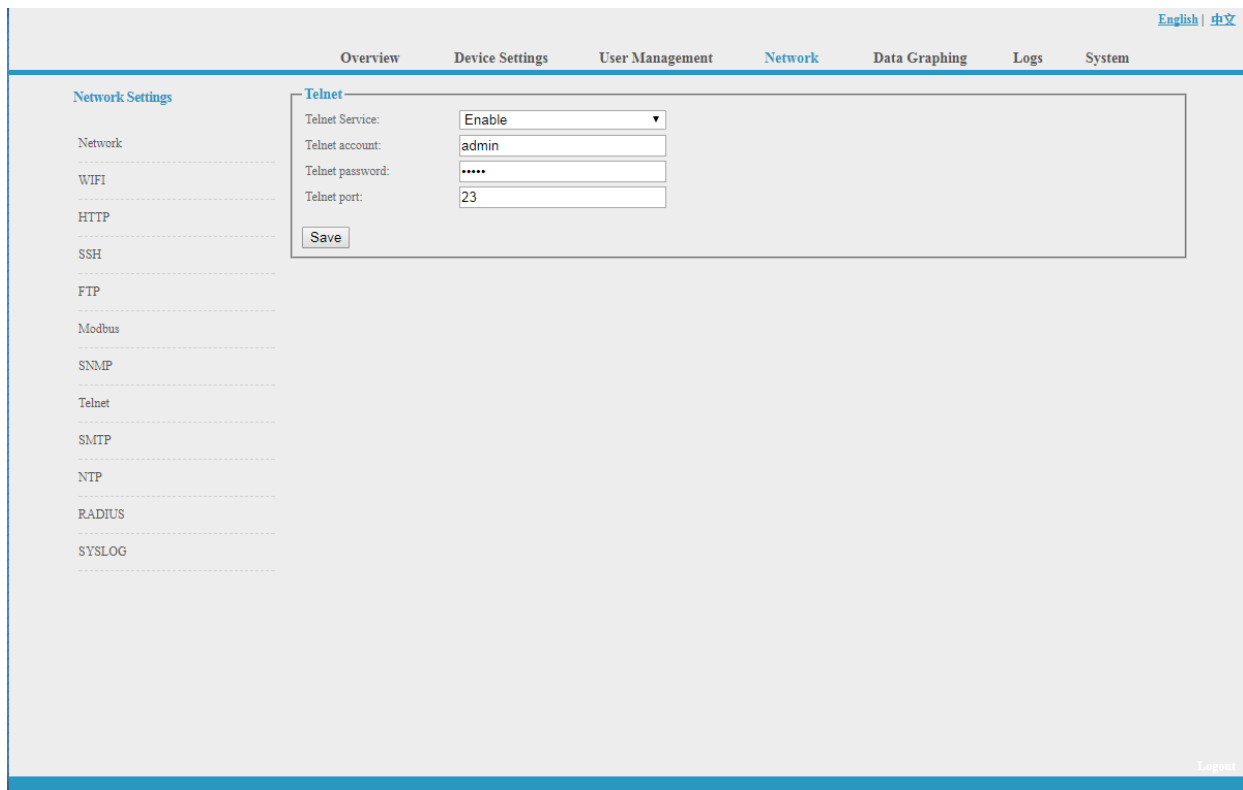 English | 中文
Overview Device Settings User Management Network Data Graphing Logs System
Network Settings
Network
WIFI
HTTP
SSH
FTP
Modbus
SNMP
Telnet
SMTP
NTP
RADIUS
SYSLOG
Telnet
Telnet Service: Enable
Telnet account: admin
Telnet password: •••••
Telnet port: 23
Save
Logout